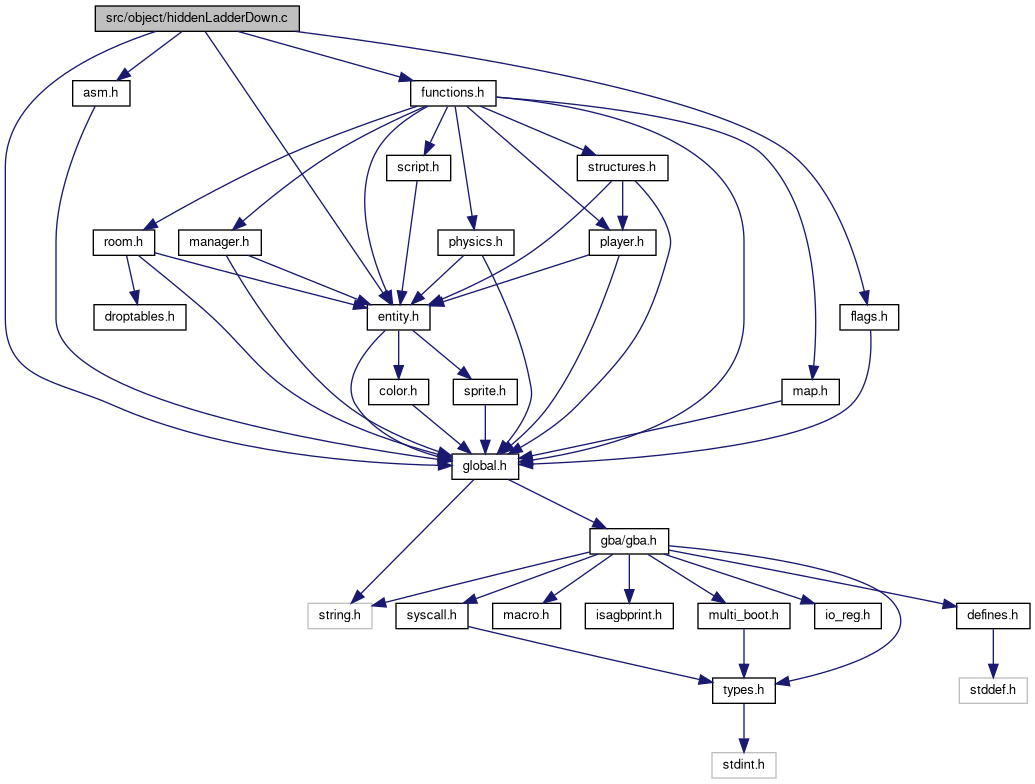 src/object/hiddenLadderDown.c
asm.h
functions.h
script.h
structures.h
room.h
manager.h
physics.h
player.h
droptables.h
entity.h
flags.h
color.h
sprite.h
map.h
global.h
gba/gba.h
string.h
syscall.h
macro.h
isagbprint.h
multi_boot.h
io_reg.h
defines.h
types.h
stddef.h
stdint.h